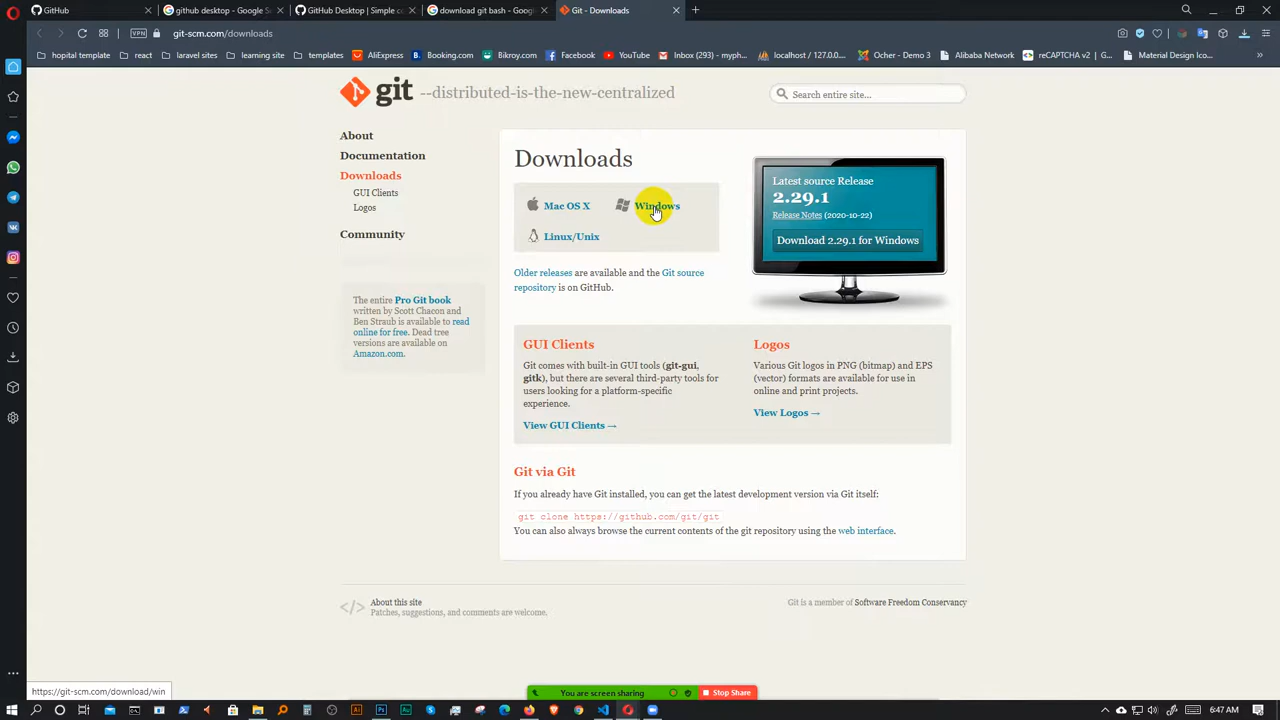 GitHub
google desktop - Google Search
GitHub Desktop | Simple c
download git bash - Google S
Git - Downloads
VPN
git-scm.com/downloads
hopital template
react
laravel sites
learning site
templates
AliExpress
Booking.com
Bikroy.com
Facebook
YouTube
Inbox (293) - myph...
localhost / 127.0.0...
Ocher - Demo 3
Alibaba Network
reCAPTCHA v2 | G...
Material Design Ico...
git --distributed-is-the-new-centralized
Search entire site...
About
Documentation
Downloads
GUI Clients
Logos
Community
The entire Pro Git book
written by Scott Chacon and
Ben Straub is available to read
online for free. Dead tree
versions are available on
Amazon.com.
Downloads
Mac OS X
Windows
Linux/Unix
Older releases are available and the Git source
repository is on GitHub.
Latest source Release
2.29.1
Release Notes (2020-10-22)
Download 2.29.1 for Windows
GUI Clients
Git comes with built-in GUI tools (git-gui,
gitk), but there are several third-party tools for
users looking for a platform-specific
experience.
View GUI Clients →
Logos
Various Git logos in PNG (bitmap) and EPS
(vector) formats are available for use in
online and print projects.
View Logos →
Git via Git
If you already have Git installed, you can get the latest development version via Git itself:
git clone https://github.com/git/git
You can also always browse the current contents of the git repository using the web interface.
</> About this site
Patches, suggestions, and comments are welcome.
Git is a member of Software Freedom Conservancy
https://git-scm.com/download/win
You are screen sharing
Stop Share
ENG
6:47 AM